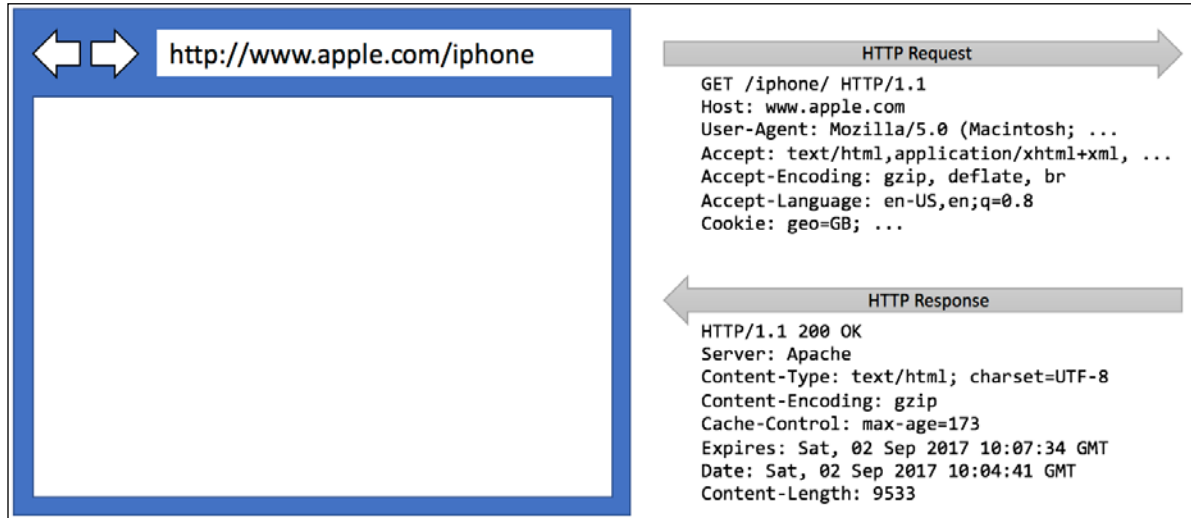 http://www.apple.com/iphone
HTTP Request
GET /iphone/ HTTP/1.1
Host: www.apple.com
User-Agent: Mozilla/5.0 (Macintosh; ...
Accept: text/html,application/xhtml+xml, ...
Accept-Encoding: gzip, deflate, br
Accept-Language: en-US,en;q=0.8
Cookie: geo=GB; ...
HTTP Response
HTTP/1.1 200 OK
Server: Apache
Content-Type: text/html; charset=UTF-8
Content-Encoding: gzip
Cache-Control: max-age=173
Expires: Sat, 02 Sep 2017 10:07:34 GMT
Date: Sat, 02 Sep 2017 10:04:41 GMT
Content-Length: 9533